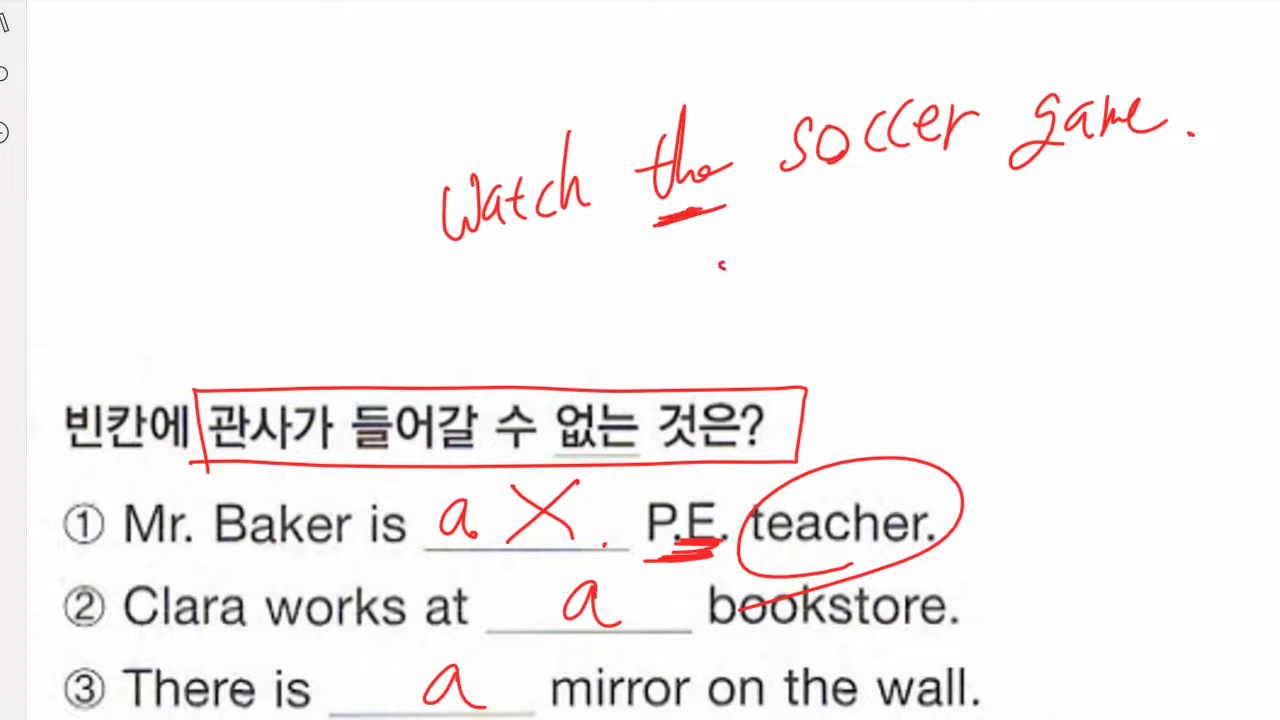 Watch the soccer game.
빈칸에 관사가 들어갈 수 없는 것은?
① Mr. Baker is a X. P.E. teacher.
② Clara works at a bookstore.
③ There is a mirror on the wall.